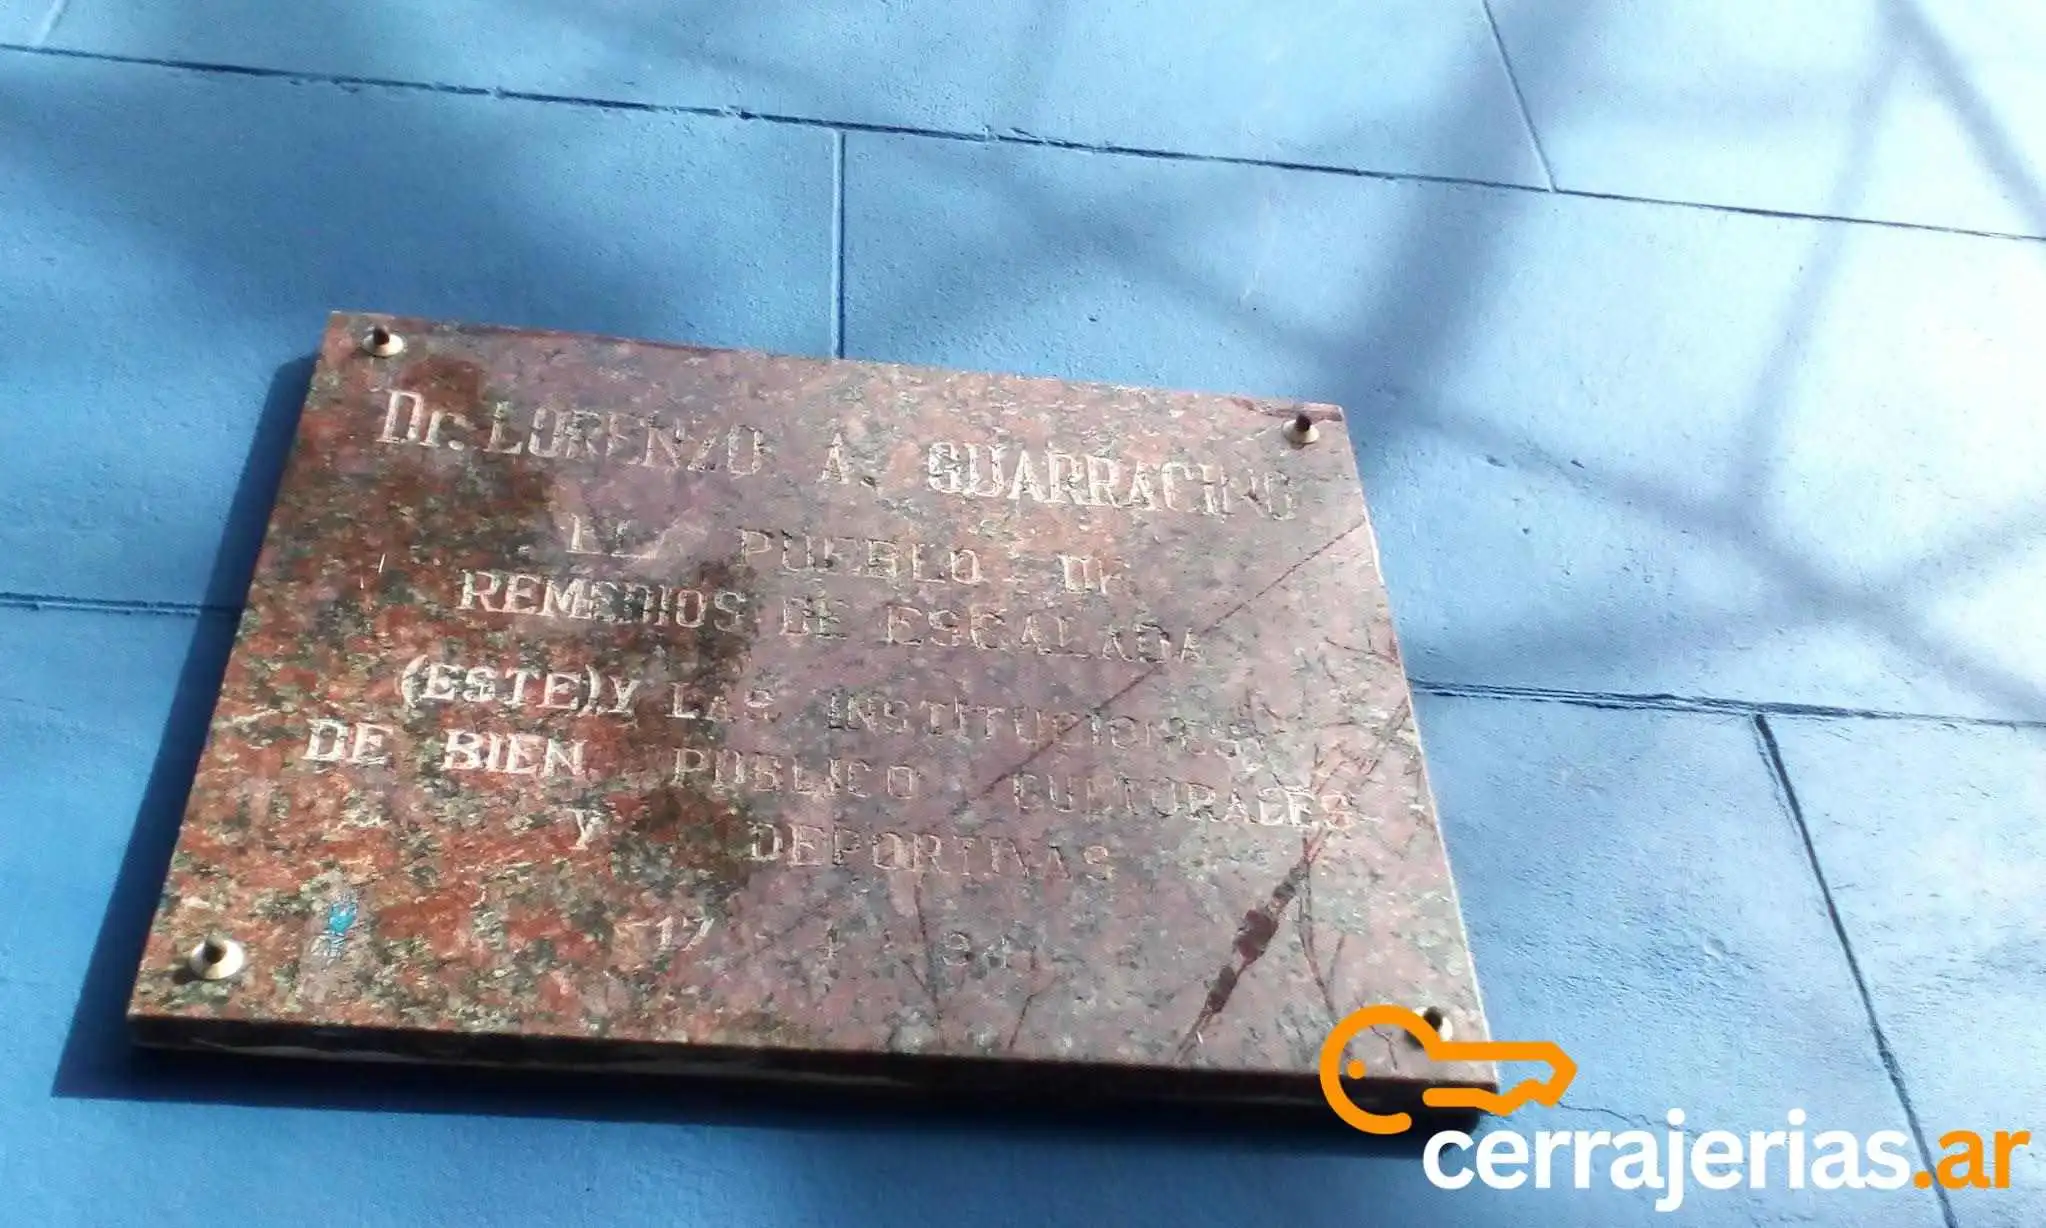 Dr. LORENZO A. GUARRACINO
EL PUEBLO DE
REMEDIOS DE ESCALADA
(ESTE) Y LAS INSTITUCIONES
DE BIEN PUBLICO CULTURALES
Y DEPORTIVAS
17
cerrajerias.ar